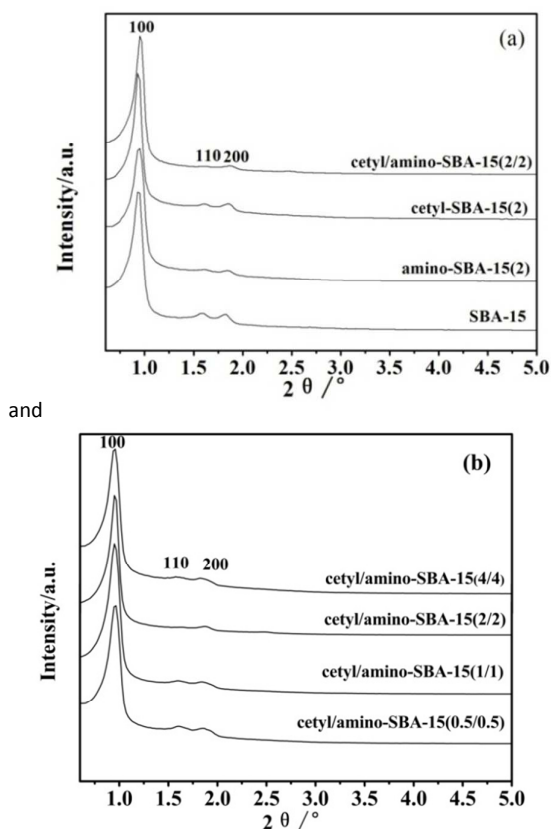 (a)
100
110 200
cetyl/amino-SBA-15(2/2)
cetyl-SBA-15(2)
amino-SBA-15(2)
SBA-15
Intensity/a.u.
1.0 1.5 2.0 2.5 3.0 3.5 4.0 4.5 5.0
2 θ /°
and
(b)
100
110 200
cetyl/amino-SBA-15(4/4)
cetyl/amino-SBA-15(2/2)
cetyl/amino-SBA-15(1/1)
cetyl/amino-SBA-15(0.5/0.5)
Intensity/a.u.
1.0 1.5 2.0 2.5 3.0 3.5 4.0 4.5 5.0
2 θ /°